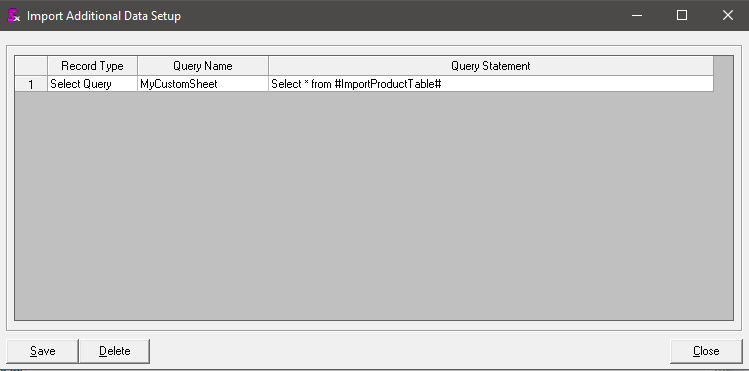 Import Additional Data Setup
Record Type Query Name Query Statement
1 Select Query MyCustomSheet Select * from #ImportProductTable#
Save Delete Close